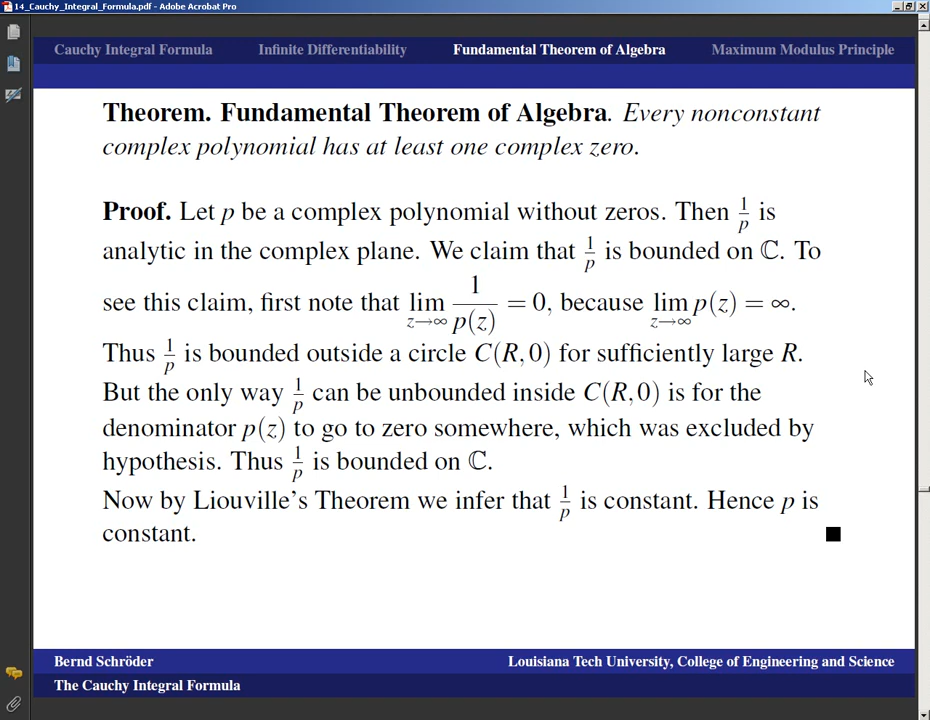 14_Cauchy_Integral_Formula.pdf - Adobe Acrobat Pro
Cauchy Integral Formula Infinite Differentiability Fundamental Theorem of Algebra Maximum Modulus Principle
Theorem. Fundamental Theorem of Algebra. Every nonconstant
complex polynomial has at least one complex zero.
Proof. Let p be a complex polynomial without zeros. Then 1/p is
analytic in the complex plane. We claim that 1/p is bounded on ℂ. To
see this claim, first note that lim z→∞ 1/p(z) = 0, because lim z→∞ p(z) = ∞.
Thus 1/p is bounded outside a circle C(R,0) for sufficiently large R.
But the only way 1/p can be unbounded inside C(R,0) is for the
denominator p(z) to go to zero somewhere, which was excluded by
hypothesis. Thus 1/p is bounded on ℂ.
Now by Liouville's Theorem we infer that 1/p is constant. Hence p is
constant. ■
Bernd Schröder Louisiana Tech University, College of Engineering and Science
The Cauchy Integral Formula